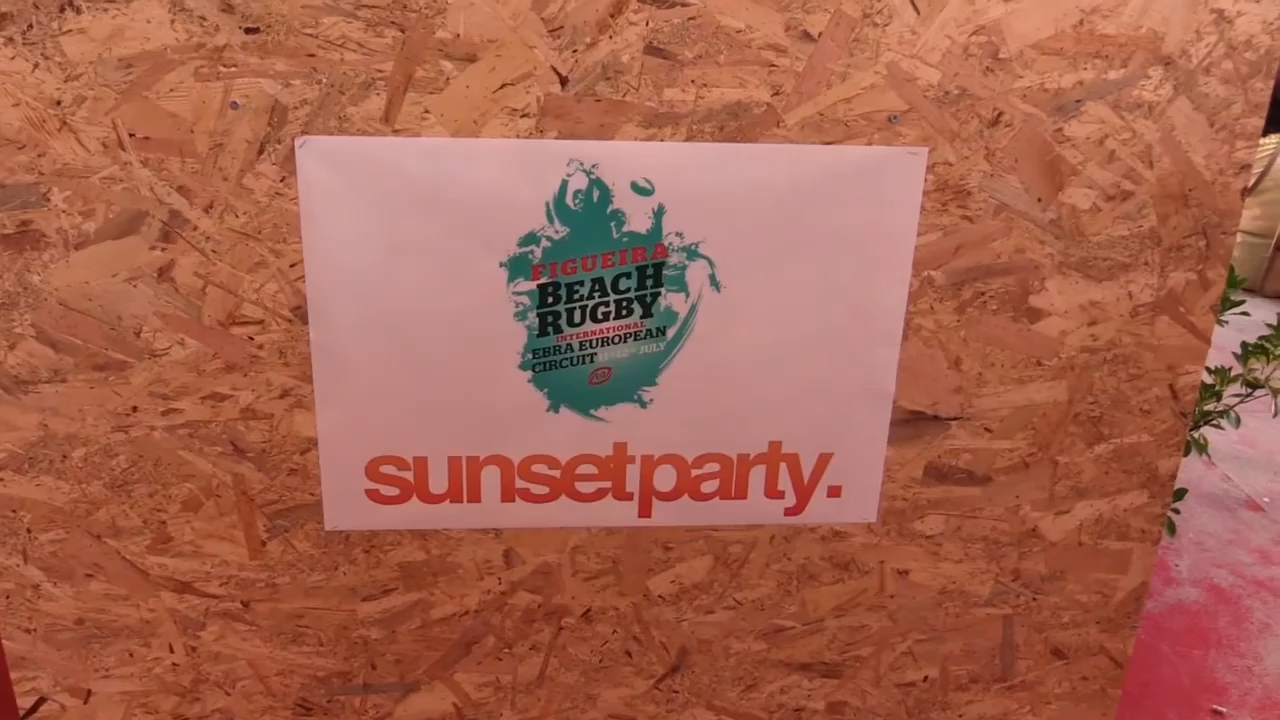 FIGUEIRA
BEACH
RUGBY
INTERNATIONAL
EBRA EUROPEAN
CIRCUIT JULY
sunsetparty.